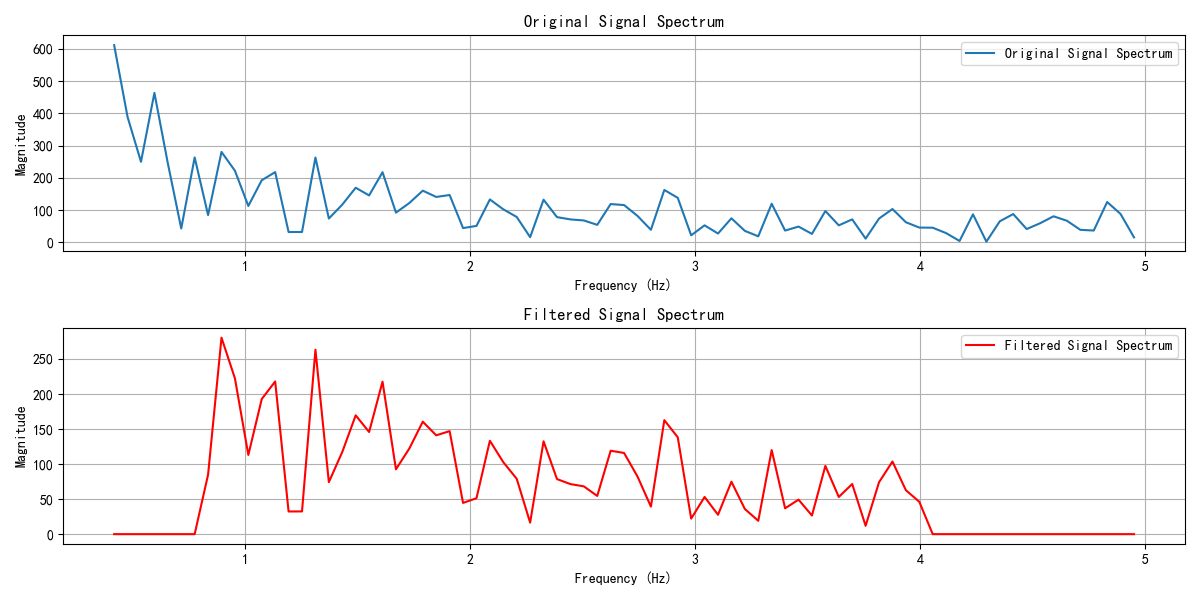 Original Signal Spectrum
600
500
400
300
200
100
0
Magnitude
Original Signal Spectrum
1 2 3 4 5
Frequency (Hz)
Filtered Signal Spectrum
250
200
150
100
50
0
Magnitude
Filtered Signal Spectrum
1 2 3 4 5
Frequency (Hz)